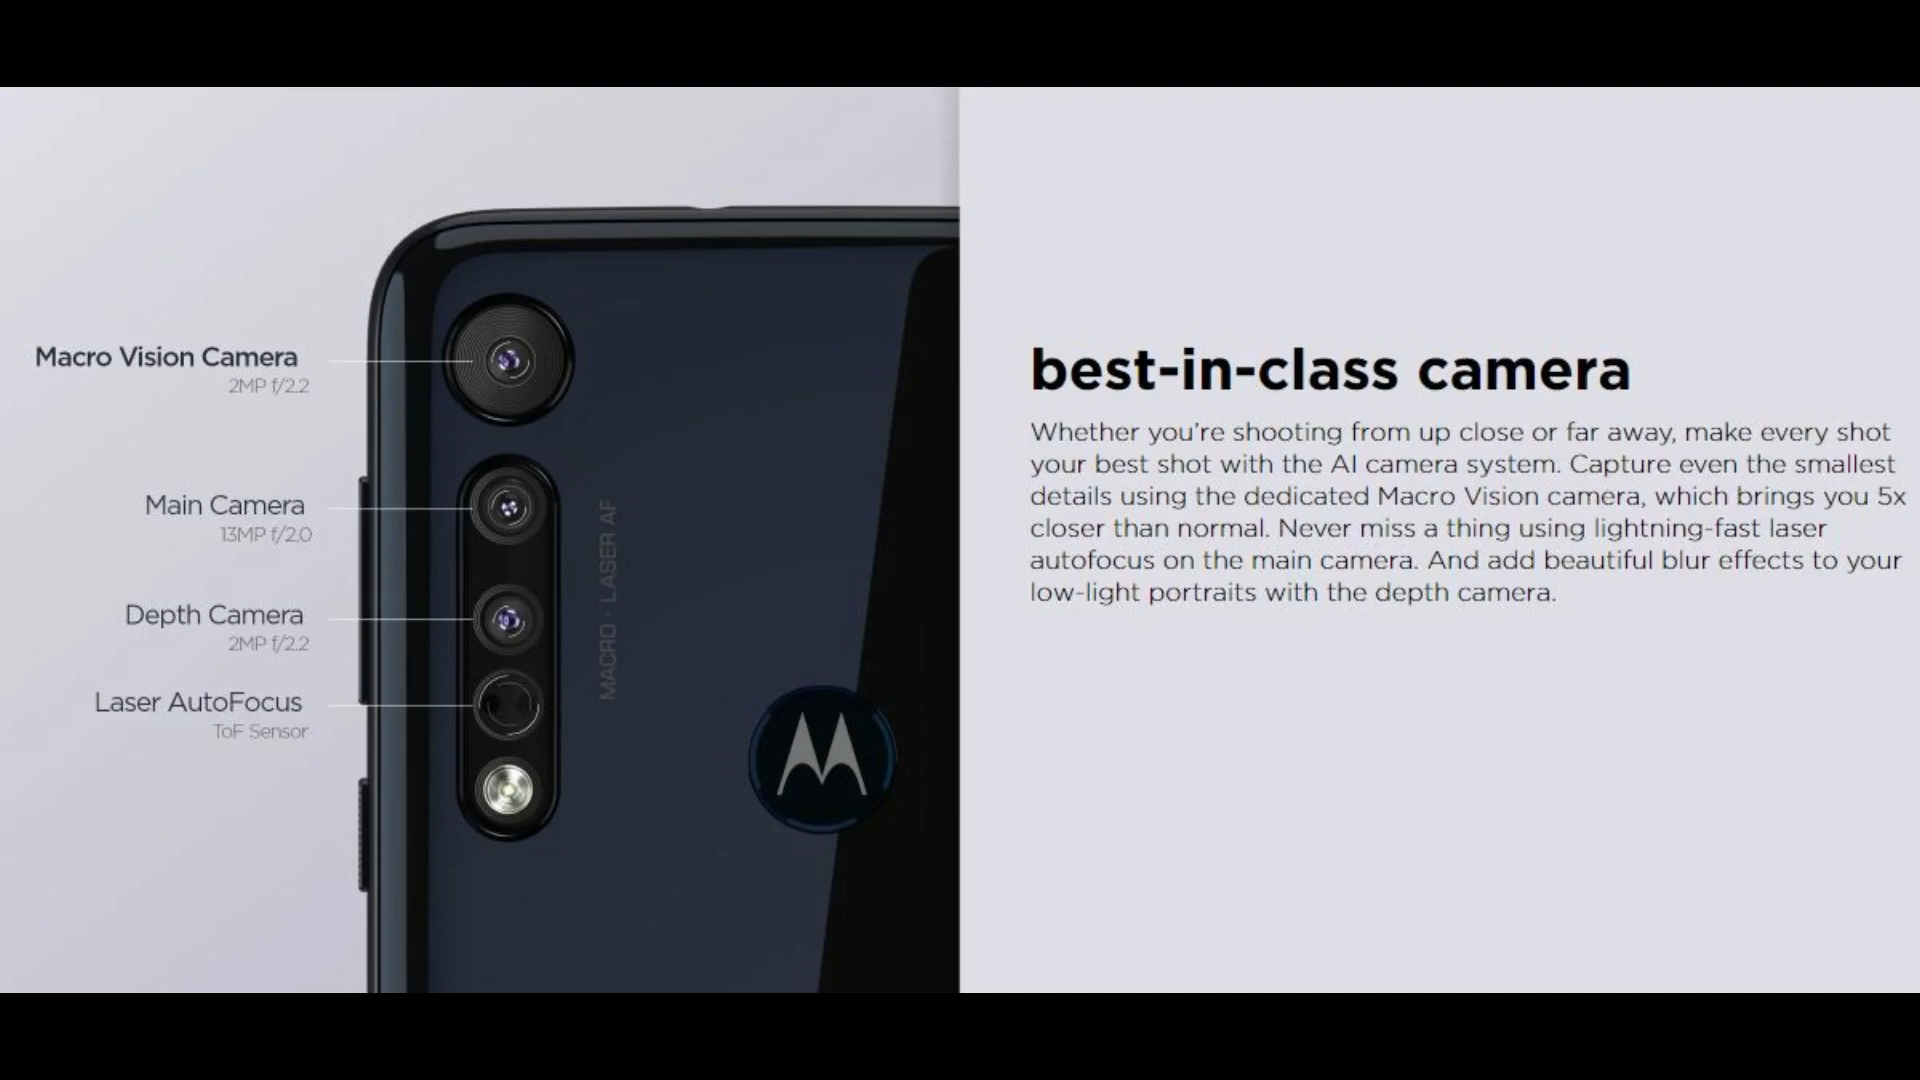 Macro Vision Camera
2MP f/2.2
Main Camera
13MP f/2.0
Depth Camera
2MP f/2.2
Laser AutoFocus
ToF Sensor
MACRO · LASER AF
best-in-class camera
Whether you’re shooting from up close or far away, make every shot
your best shot with the AI camera system. Capture even the smallest
details using the dedicated Macro Vision camera, which brings you 5x
closer than normal. Never miss a thing using lightning-fast laser
autofocus on the main camera. And add beautiful blur effects to your
low-light portraits with the depth camera.